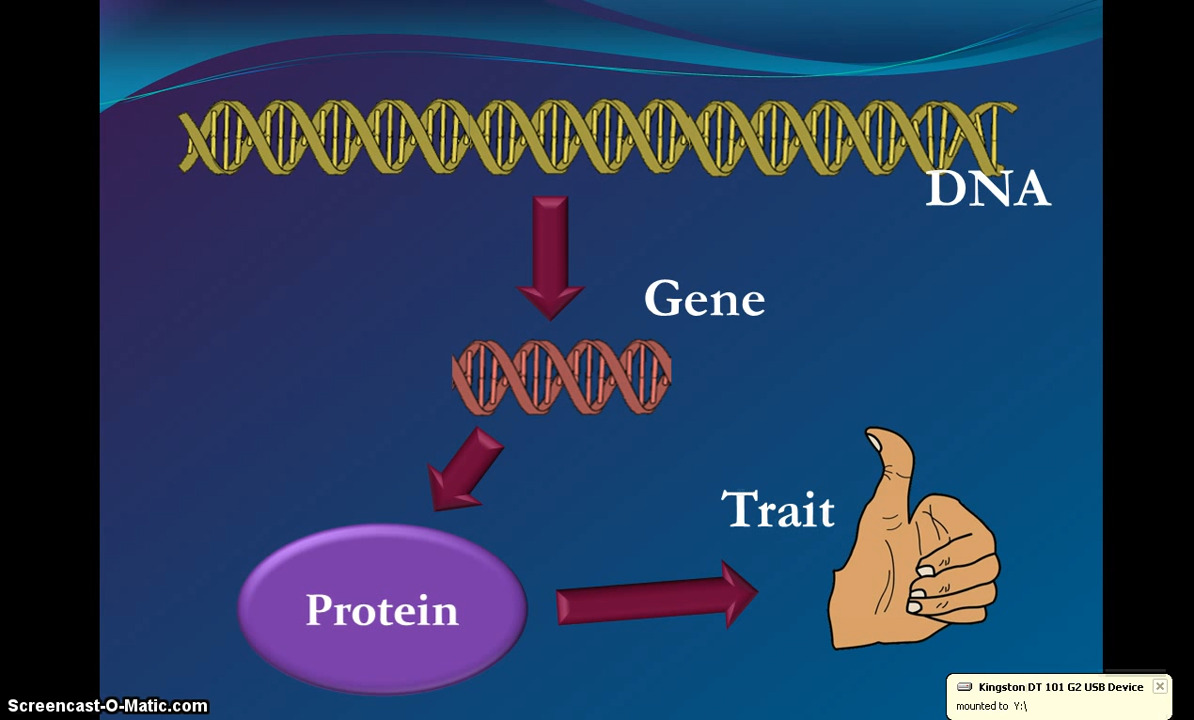 DNA
Gene
Trait
Protein
Screencast-O-Matic.com
Kingston DT 101 G2 USB Device
mounted to Y:\